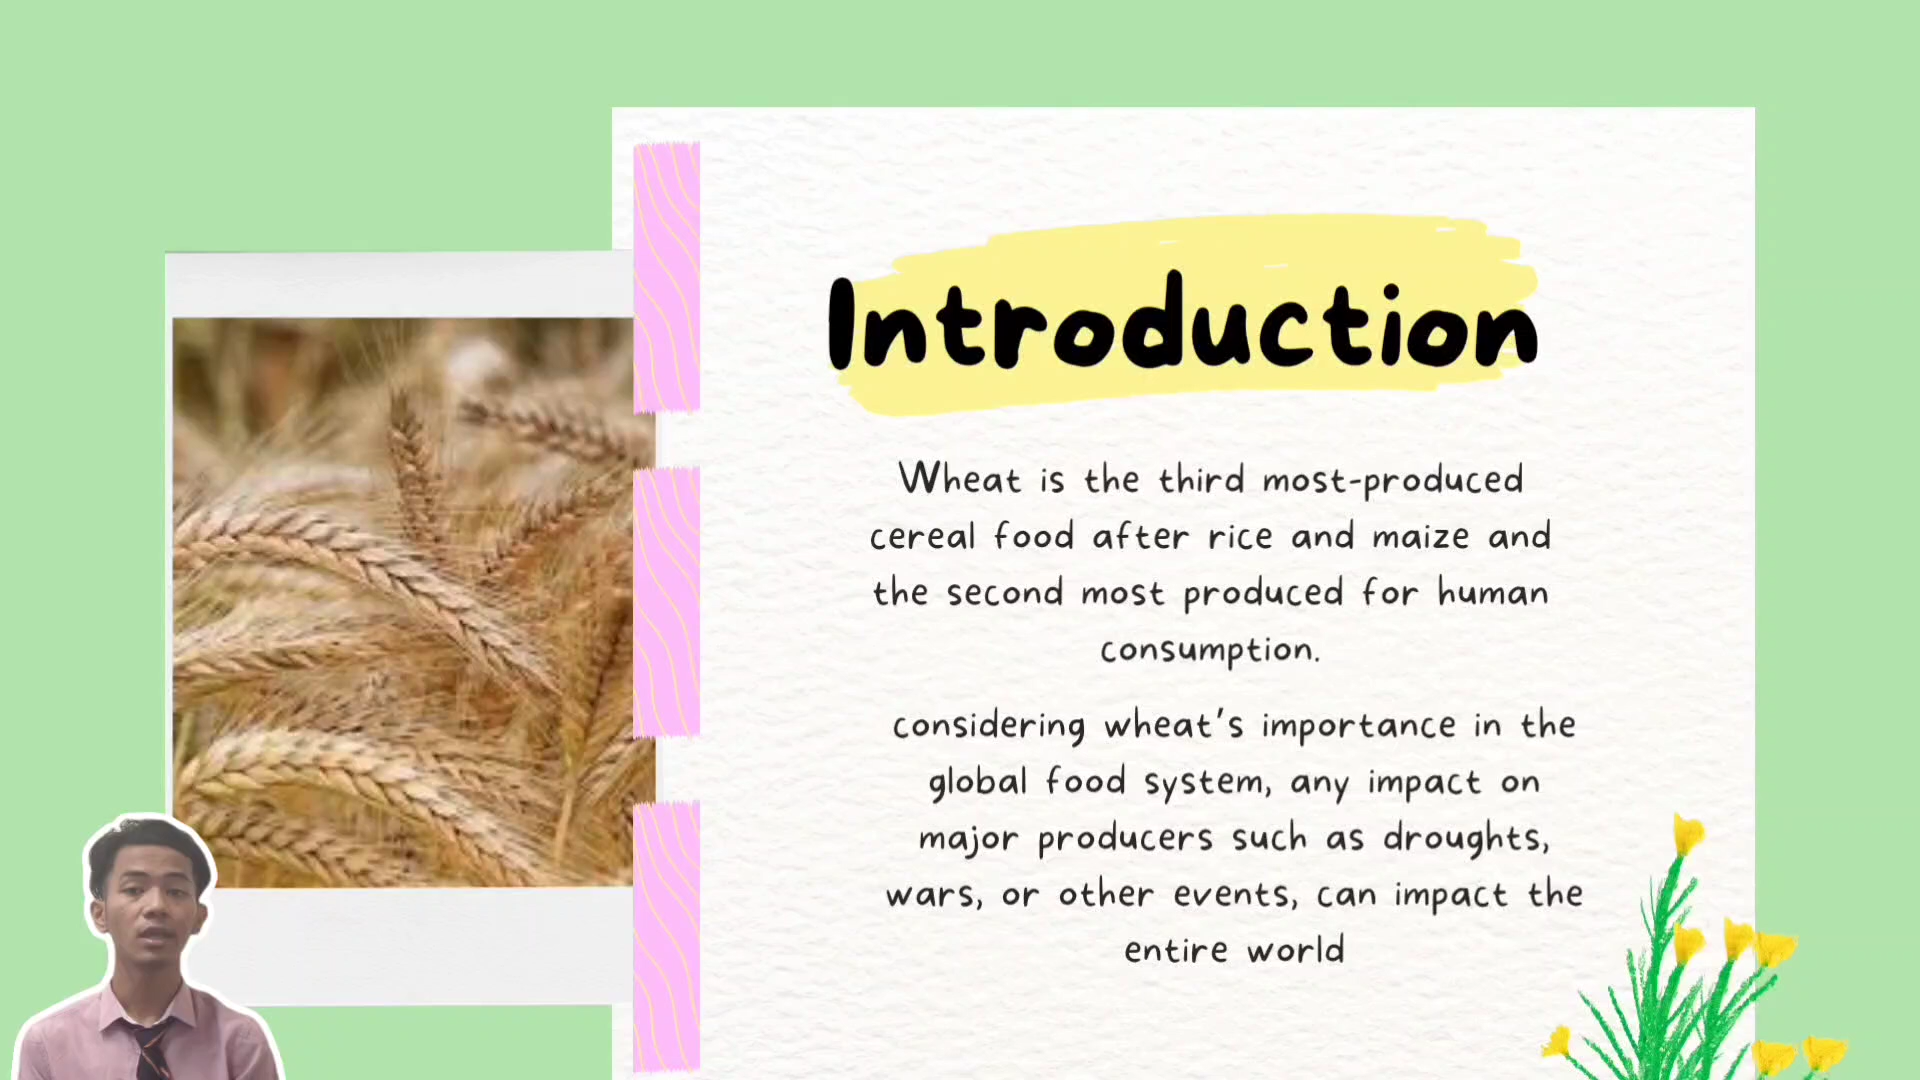 Introduction
Wheat is the third most-produced
cereal food after rice and maize and
the second most produced for human
consumption.
considering wheat's importance in the
global food system, any impact on
major producers such as droughts,
wars, or other events, can impact the
entire world